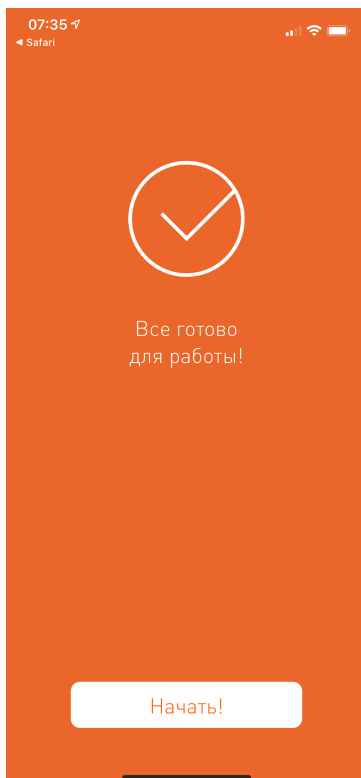 07:35
◀ Safari
Все готово
для работы!
Начать!